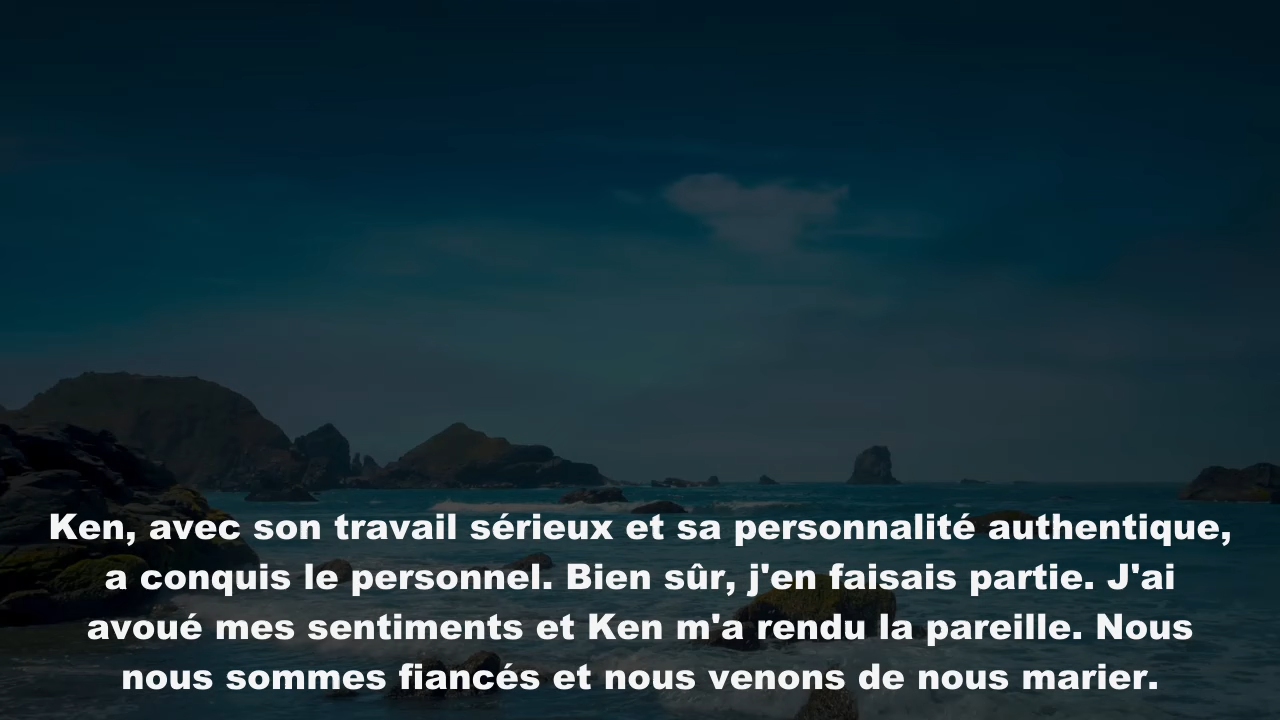 Ken, avec son travail sérieux et sa personnalité authentique,
a conquis le personnel. Bien sûr, j'en faisais partie. J'ai
avoué mes sentiments et Ken m'a rendu la pareille. Nous
nous sommes fiancés et nous venons de nous marier.